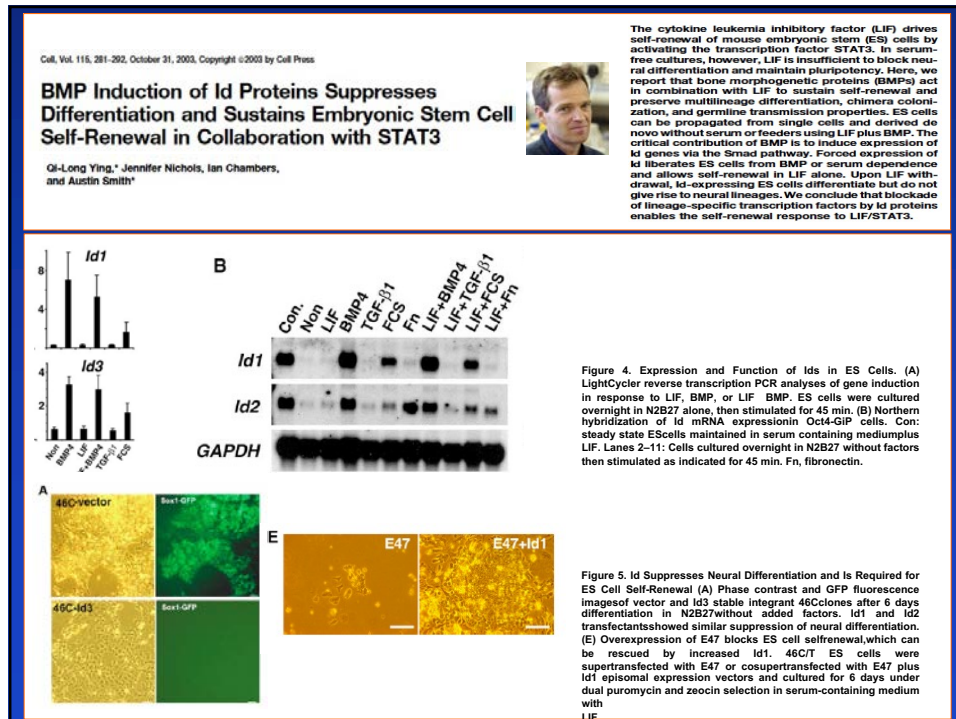 Cell, Vol. 115, 281–292, October 31, 2003, Copyright ©2003 by Cell Press
BMP Induction of Id Proteins Suppresses
Differentiation and Sustains Embryonic Stem Cell
Self-Renewal in Collaboration with STAT3
Qi-Long Ying,* Jennifer Nichols, Ian Chambers,
and Austin Smith*
The cytokine leukemia inhibitory factor (LIF) drives
self-renewal of mouse embryonic stem (ES) cells by
activating the transcription factor STAT3. In serum-
free cultures, however, LIF is insufficient to block neu-
ral differentiation and maintain pluripotency. Here, we
report that bone morphogenetic proteins (BMPs) act
in combination with LIF to sustain self-renewal and
preserve multilineage differentiation, chimera coloni-
zation, and germline transmission properties. ES cells
can be propagated from single cells and derived de
novo without serum or feeders using LIF plus BMP. The
critical contribution of BMP is to induce expression of
Id genes via the Smad pathway. Forced expression of
Id liberates ES cells from BMP or serum dependence
and allows self-renewal in LIF alone. Upon LIF with-
drawal, Id-expressing ES cells differentiate but do not
give rise to neural lineages. We conclude that blockade
of lineage-specific transcription factors by Id proteins
enables the self-renewal response to LIF/STAT3.
Id1
8
4
Id3
4
2
Non
BMP4
LIF
LIF+BMP4
TGF-β1
FCS
B
Con.
Non
LIF
BMP4
TGF-β1
FCS
Fn
LIF+BMP4
LIF+TGF-β1
LIF+FCS
LIF+Fn
Id1
Id2
GAPDH
Figure 4. Expression and Function of Ids in ES Cells. (A)
LightCycler reverse transcription PCR analyses of gene induction
in response to LIF, BMP, or LIF BMP. ES cells were cultured
overnight in N2B27 alone, then stimulated for 45 min. (B) Northern
hybridization of Id mRNA expressionin Oct4-GiP cells. Con:
steady state EScells maintained in serum containing mediumplus
LIF. Lanes 2–11: Cells cultured overnight in N2B27 without factors
then stimulated as indicated for 45 min. Fn, fibronectin.
A
46C-vector
Sox1-GFP
46C-Id3
Sox1-GFP
E
E47
E47+Id1
Figure 5. Id Suppresses Neural Differentiation and Is Required for
ES Cell Self-Renewal (A) Phase contrast and GFP fluorescence
imagesof vector and Id3 stable integrant 46Cclones after 6 days
differentiation in N2B27without added factors. Id1 and Id2
transfectantsshowed similar suppression of neural differentiation.
(E) Overexpression of E47 blocks ES cell selfrenewal,which can
be rescued by increased Id1. 46C/T ES cells were
supertransfected with E47 or cosupertransfected with E47 plus
Id1 episomal expression vectors and cultured for 6 days under
dual puromycin and zeocin selection in serum-containing medium
with
LIF